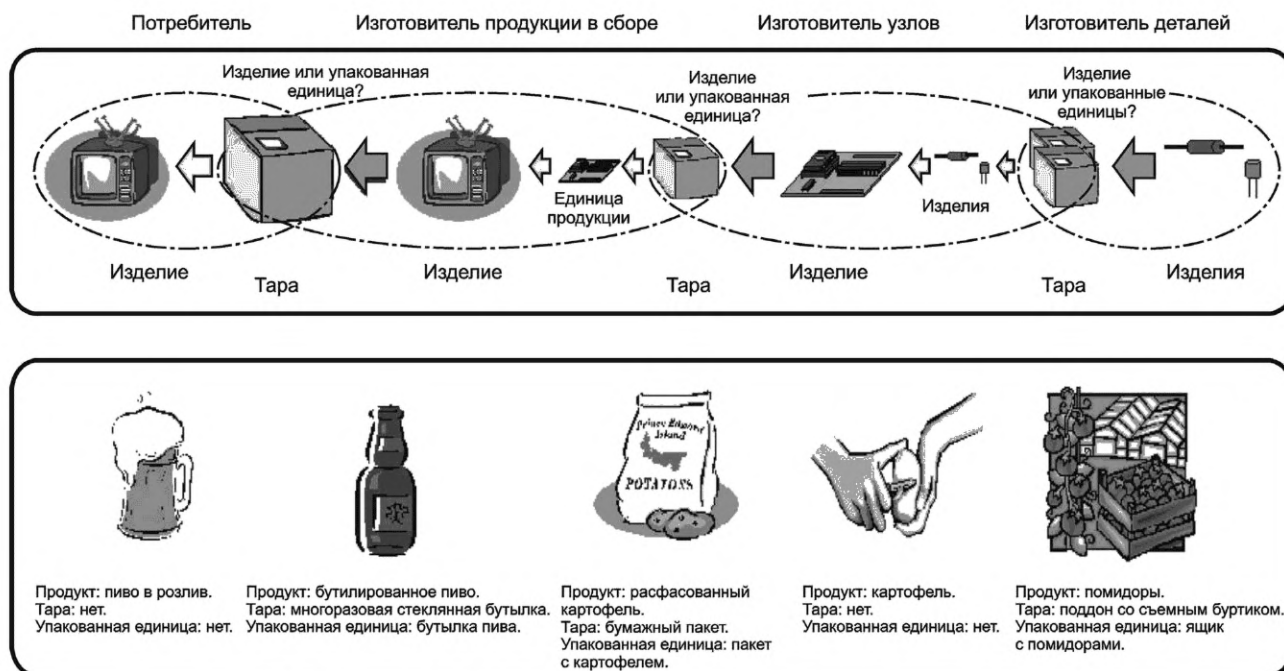 Потребитель
Изготовитель продукции в сборе
Изготовитель узлов
Изготовитель деталей
Изделие или упакованная
единица?
Изделие
или упакованная
единица?
Изделие
или упакованные
единицы?
Единица
продукции
Изделия
Изделие
Тара
Изделие
Тара
Изделие
Тара
Изделия
Prince Edward
Island
POTATOES
Продукт: пиво в розлив.
Тара: нет.
Упакованная единица: нет.
Продукт: бутилированное пиво.
Тара: многоразовая стеклянная бутылка.
Упакованная единица: бутылка пива.
Продукт: расфасованный
картофель.
Тара: бумажный пакет.
Упакованная единица: пакет
с картофелем.
Продукт: картофель.
Тара: нет.
Упакованная единица: нет.
Продукт: помидоры.
Тара: поддон со съемным буртиком.
Упакованная единица: ящик
с помидорами.